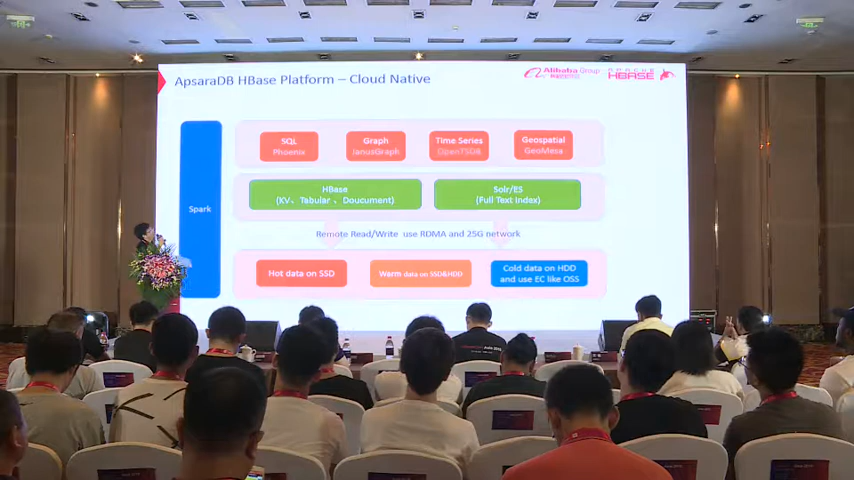 ApsaraDB HBase Platform – Cloud Native
Alibaba Group
APACHE
HBASE
SQL
Phoenix
Graph
JanusGraph
Time Series
OpenTSDB
Geospatial
GeoMesa
Spark
HBase
(KV、Tabular 、Doucument)
Solr/ES
(Full Text Index)
Remote Read/Write use RDMA and 25G network
Hot data on SSD
Warm data on SSD&HDD
Cold data on HDD
and use EC like OSS